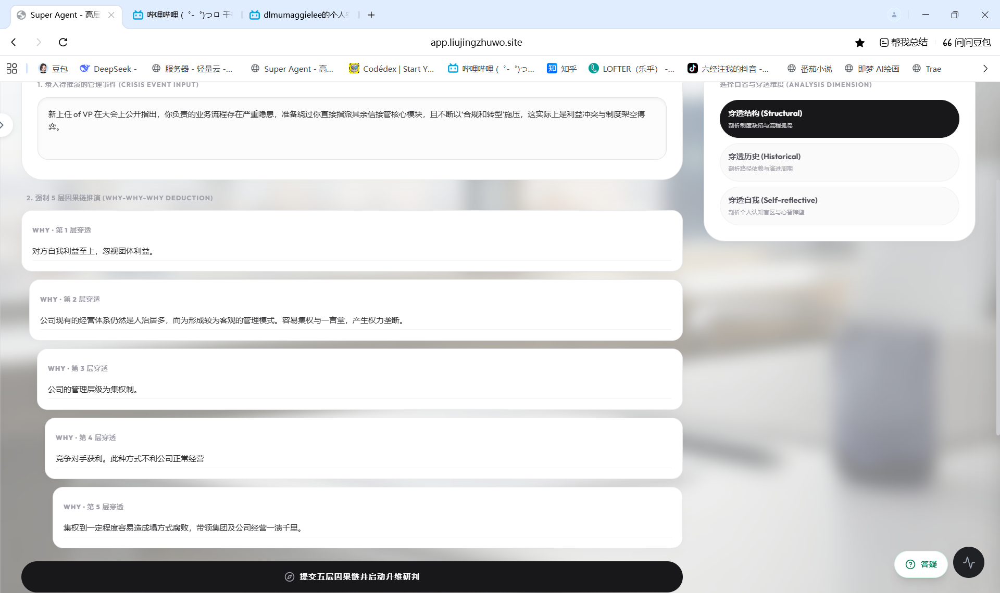 Super Agent - 高层
哔哩哔哩 (゜-゜)つロ 干
dlmumaggielee的个人空
app.liujingzhuwo.site
帮我总结
问问豆包
豆包
DeepSeek -
服务器 - 轻量云 -...
Super Agent - 高...
Codédex | Start Y...
哔哩哔哩 (゜-゜)つ...
知 知乎
LOFTER（乐乎） -...
六经注我的抖音 -...
番茄小说
即梦 AI绘画
Trae
1. 录入待推演的管理事件 (CRISIS EVENT INPUT)
新上任 of VP 在大会上公开指出，你负责的业务流程存在严重隐患，准备绕过你直接指派其亲信接管核心模块，且不断以‘合规和转型’施压，这实际上是利益冲突与制度架空博
弈。
2. 强制 5 层因果链推演 (WHY-WHY-WHY DEDUCTION)
WHY · 第 1 层穿透
对方自我利益至上，忽视团体利益。
WHY · 第 2 层穿透
公司现有的经营体系仍然是人治居多，而为形成较为客观的管理模式。容易集权与一言堂，产生权力垄断。
WHY · 第 3 层穿透
公司的管理层级为集权制。
WHY · 第 4 层穿透
竞争对手获利。此种方式不利公司正常经营
WHY · 第 5 层穿透
集权到一定程度容易造成塌方式腐败，带领集团及公司经营一溃千里。
提交五层因果链并启动升维研判
选择自省与穿透维度 (ANALYSIS DIMENSION)
穿透结构 (Structural)
剖析制度缺陷与流程孤岛
穿透历史 (Historical)
剖析路径依赖与演进周期
穿透自我 (Self-reflective)
剖析个人认知盲区与心智障壁
答疑